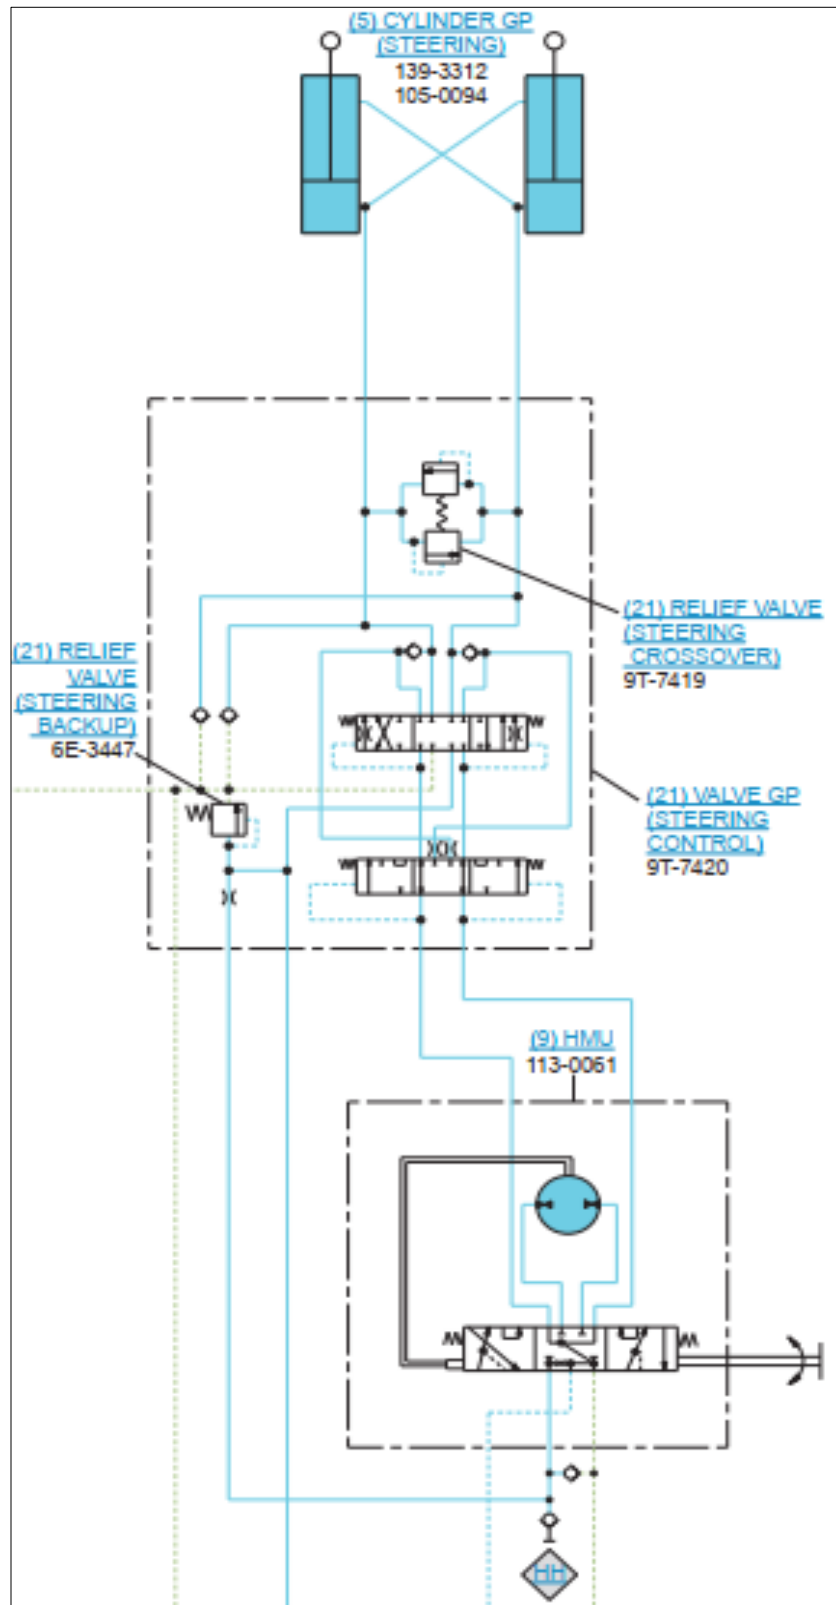 (5) CYLINDER GP
(STEERING)
139-3312
105-0094
(21) RELIEF VALVE
(STEERING
CROSSOVER)
9T-7419
(21) RELIEF
VALVE
(STEERING
BACKUP)
6E-3447
(21) VALVE GP
(STEERING
CONTROL)
9T-7420
(9) HMU
113-0061
HH